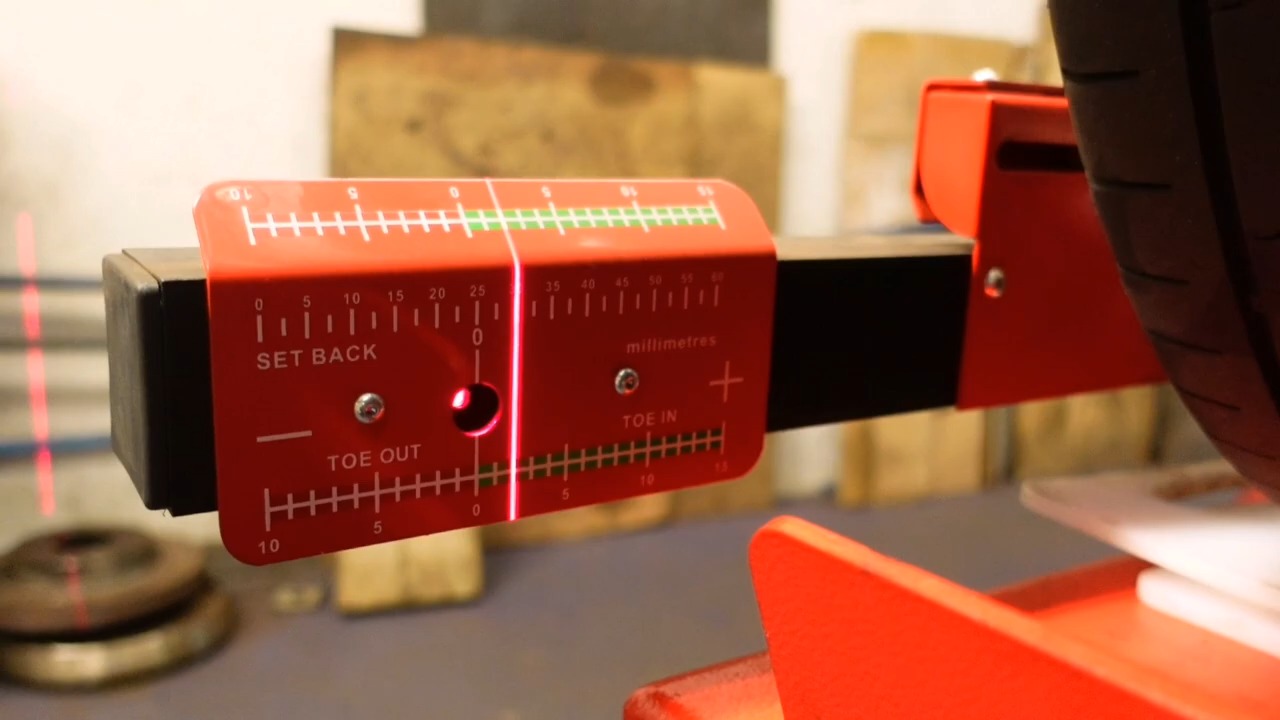 10 5 0 5 10 15
0 5 10 15 20 25 35 40 45 50 55 60
0
SET BACK
millimetres
+
−
TOE IN
TOE OUT
10 5 0 5 10 15